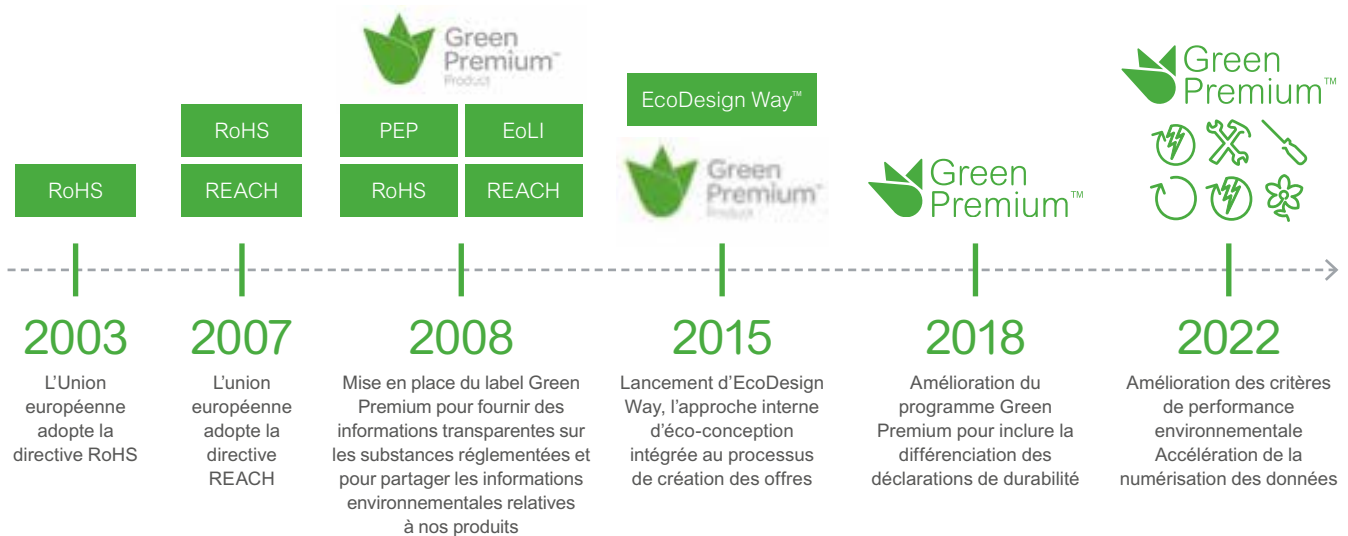 RoHS
2003
L'Union
européenne
adopte la
directive RoHS
RoHS
REACH
2007
L'union
européenne
adopte la
directive
REACH
Green
Premium™
Product
PEP
EoLI
RoHS
REACH
2008
Mise en place du label Green
Premium pour fournir des
informations transparentes sur
les substances réglementées et
pour partager les informations
environnementales relatives
à nos produits
EcoDesign Way™
Green
Premium™
Product
2015
Lancement d'EcoDesign
Way, l'approche interne
d'éco-conception
intégrée au processus
de création des offres
Green
Premium™
2018
Amélioration du
programme Green
Premium pour inclure la
différenciation des
déclarations de durabilité
Green
Premium™
2022
Amélioration des critères
de performance
environnementale
Accélération de la
numérisation des données